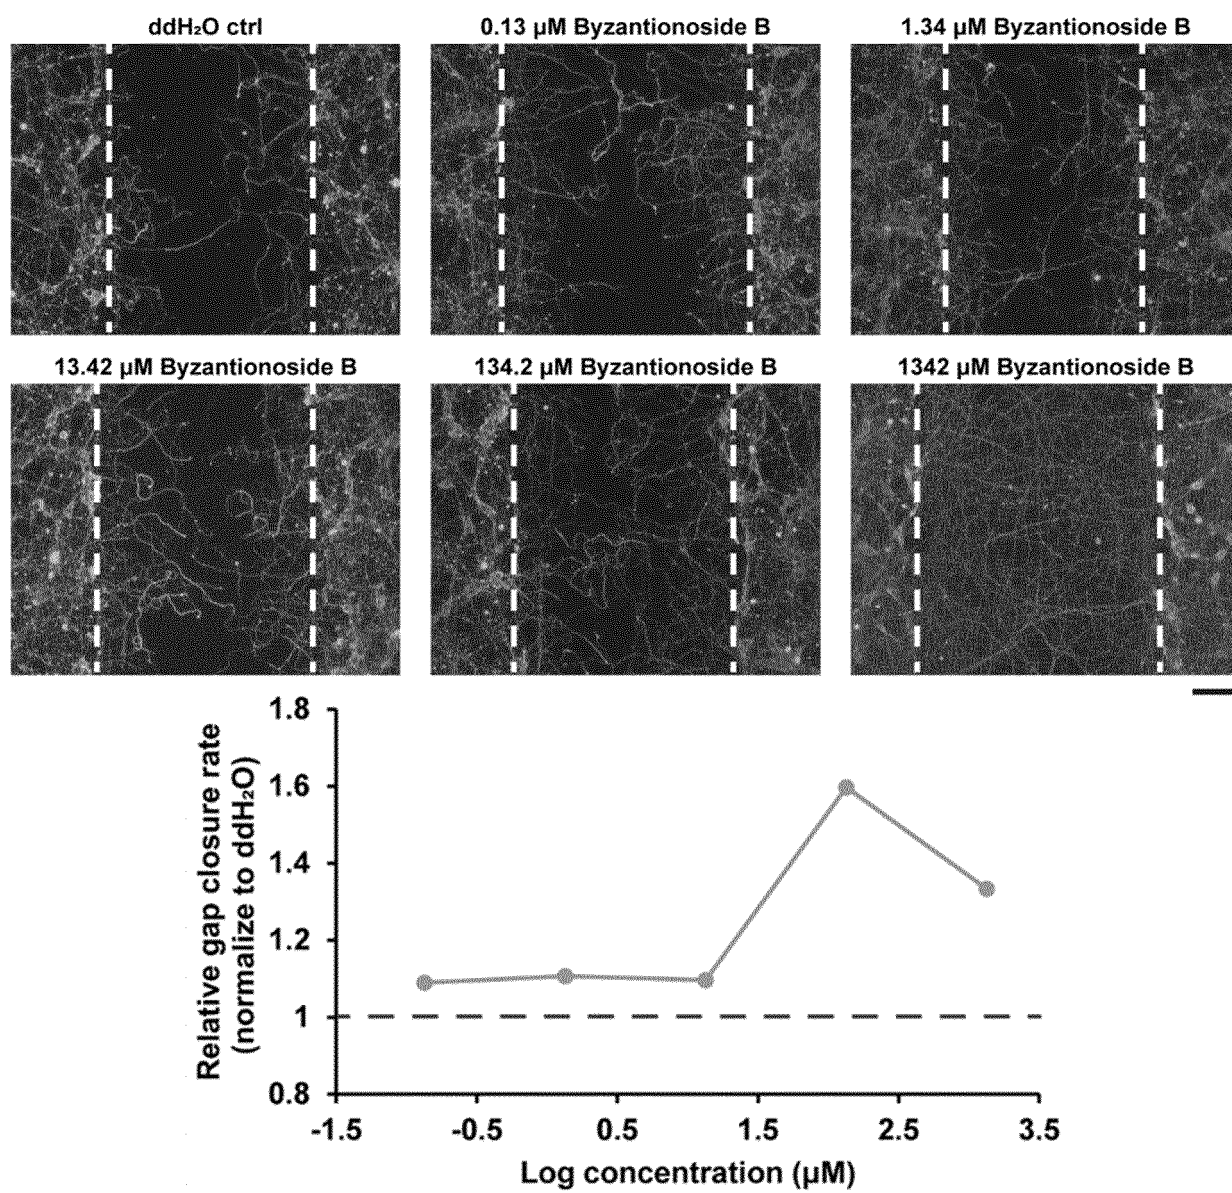 ddH₂O ctrl
0.13 µM Byzantionoside B
1.34 µM Byzantionoside B
13.42 µM Byzantionoside B
134.2 µM Byzantionoside B
1342 µM Byzantionoside B
Relative gap closure rate
(normalize to ddH₂O)
1.8
1.6
1.4
1.2
1
0.8
-1.5
-0.5
0.5
1.5
2.5
3.5
Log concentration (µM)